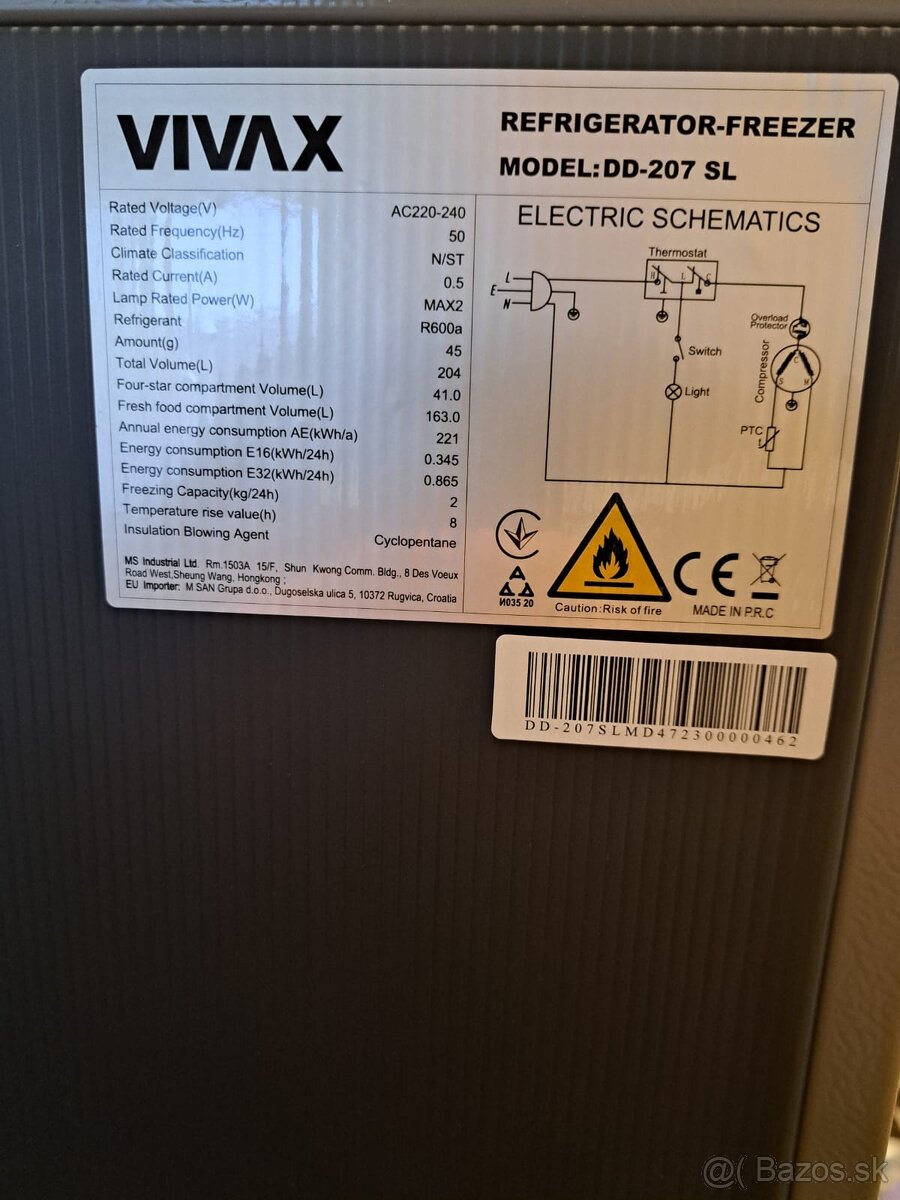 VIVAX
REFRIGERATOR-FREEZER
MODEL:DD-207 SL
Rated Voltage(V) AC220-240
Rated Frequency(Hz) 50
Climate Classification N/ST
Rated Current(A) 0.5
Lamp Rated Power(W) MAX2
Refrigerant R600a
Amount(g) 45
Total Volume(L) 204
Four-star compartment Volume(L) 41.0
Fresh food compartment Volume(L) 163.0
Annual energy consumption AE(kWh/a) 221
Energy consumption E16(kWh/24h) 0.345
Energy consumption E32(kWh/24h) 0.865
Freezing Capacity(kg/24h) 2
Temperature rise value(h) 8
Insulation Blowing Agent Cyclopentane
MS Industrial Ltd. Rm.1503A 15/F, Shun Kwong Comm. Bldg., 8 Des Voeux
Road West,Sheung Wang, Hongkong ;
EU Importer: M SAN Grupa d.o.o., Dugoselska ulica 5, 10372 Rugvica, Croatia
ELECTRIC SCHEMATICS
Thermostat
L
E
N
H L C
Overload
Protector
Compressor
C
S M
Switch
Light
PTC
t
И035 20
Caution:Risk of fire
CE
MADE IN P.R.C
DD-207SLMD472300000462
@( Bazos.sk